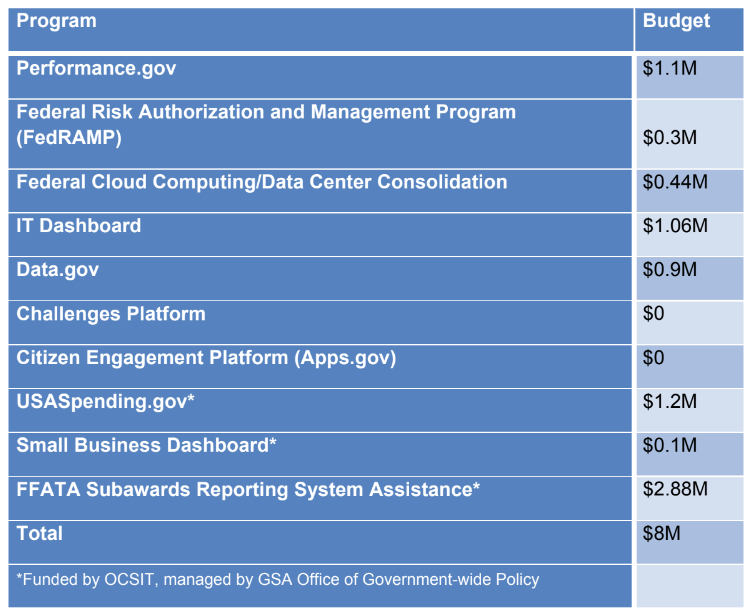 Program Budget
Performance.gov $1.1M
Federal Risk Authorization and Management Program
(FedRAMP) $0.3M
Federal Cloud Computing/Data Center Consolidation $0.44M
IT Dashboard $1.06M
Data.gov $0.9M
Challenges Platform $0
Citizen Engagement Platform (Apps.gov) $0
USASpending.gov* $1.2M
Small Business Dashboard* $0.1M
FFATA Subawards Reporting System Assistance* $2.88M
Total $8M
*Funded by OCSIT, managed by GSA Office of Government-wide Policy